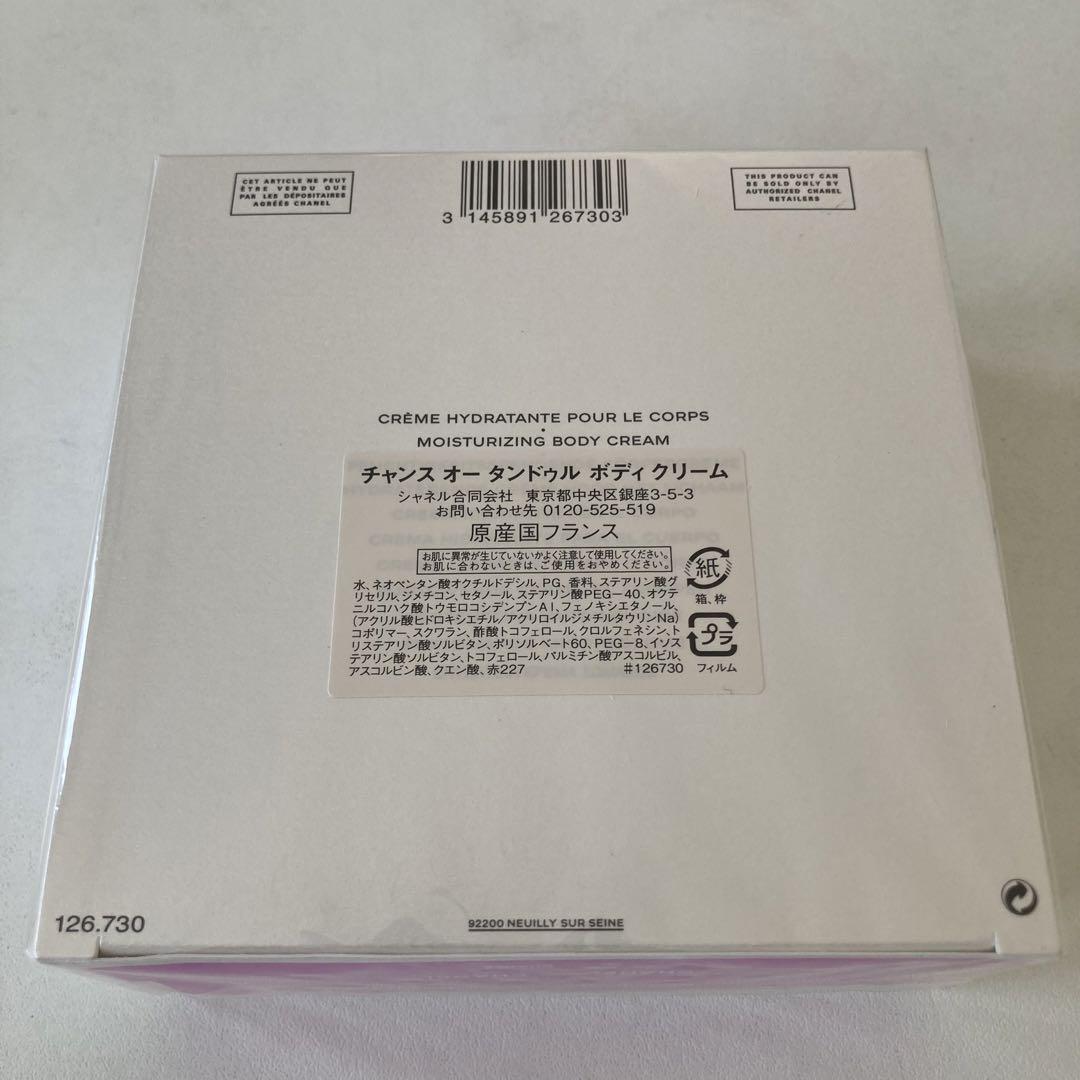 CET ARTICLE NE PEUT
ÊTRE VENDU QUE
PAR LES DÉPOSITAIRES
AGRÉÉS CHANEL
3 145891 267303
THIS PRODUCT CAN
BE SOLD ONLY BY
AUTHORIZED CHANEL
RETAILERS
CRÈME HYDRATANTE POUR LE CORPS
•
MOISTURIZING BODY CREAM
チャンス オー タンドゥル ボディ クリーム
シャネル合同会社 東京都中央区銀座3-5-3
お問い合わせ先 0120-525-519
原産国フランス
お肌に異常が生じていないかよく注意して使用してください。
お肌に合わないときは、ご使用をおやめください。
水、ネオペンタン酸オクチルドデシル、PG、香料、ステアリン酸グ
リセリル、ジメチコン、セタノール、ステアリン酸PEG-40、オクテ
ニルコハク酸トウモロコシデンプンAl、フェノキシエタノール、
(アクリル酸ヒドロキシエチル/アクリロイルジメチルタウリンNa)
コポリマー、スクワラン、酢酸トコフェロール、クロルフェネシン、ト
リステアリン酸ソルビタン、ポリソルベート60、PEG-8、イソス
テアリン酸ソルビタン、トコフェロール、パルミチン酸アスコルビル、
アスコルビン酸、クエン酸、赤227 #126730
紙
箱、枠
プラ
フィルム
126.730
92200 NEUILLY SUR SEINE